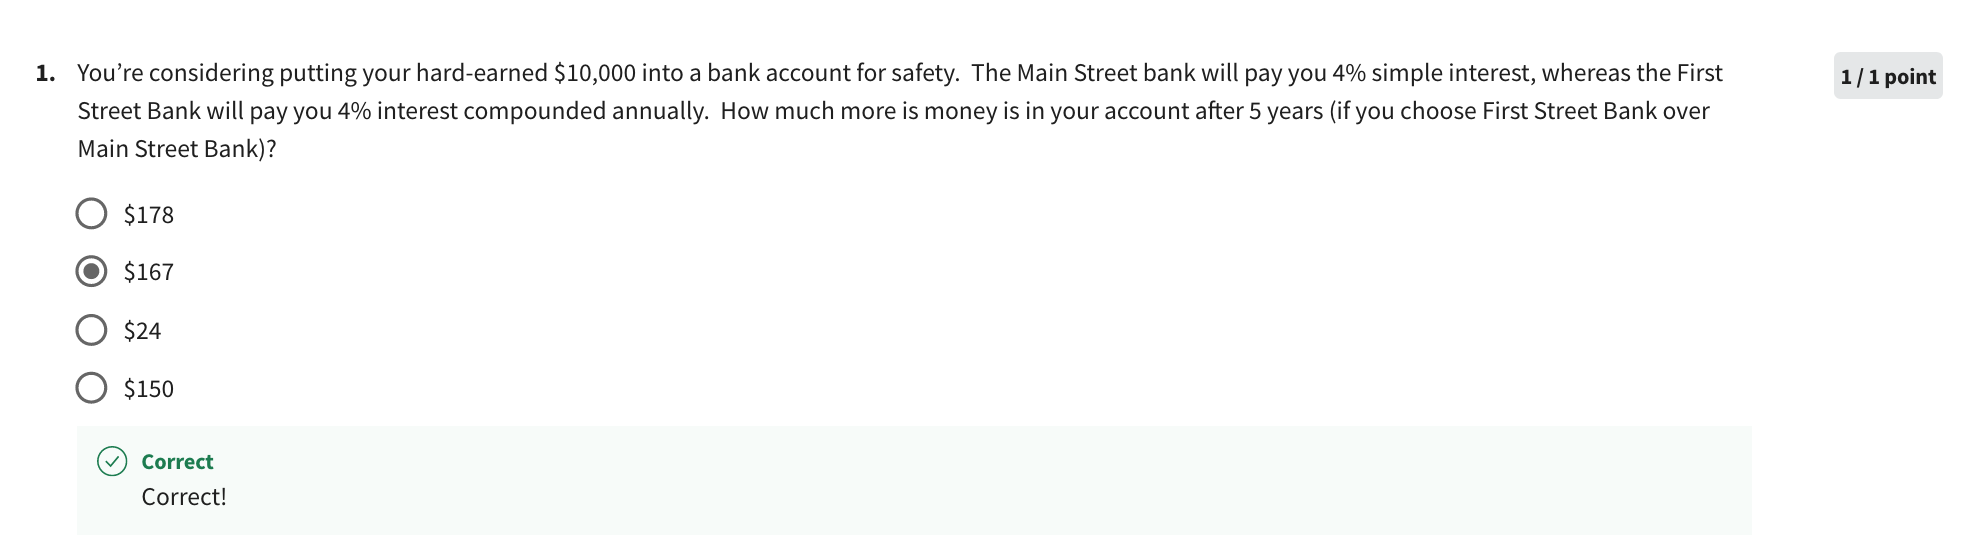 1. You’re considering putting your hard-earned $10,000 into a bank account for safety.  The Main Street bank will pay you 4% simple interest, whereas the First
1 / 1 point
Street Bank will pay you 4% interest compounded annually.  How much more is money is in your account after 5 years (if you choose First Street Bank over
Main Street Bank)?
$178
$167
$24
$150
Correct
Correct!